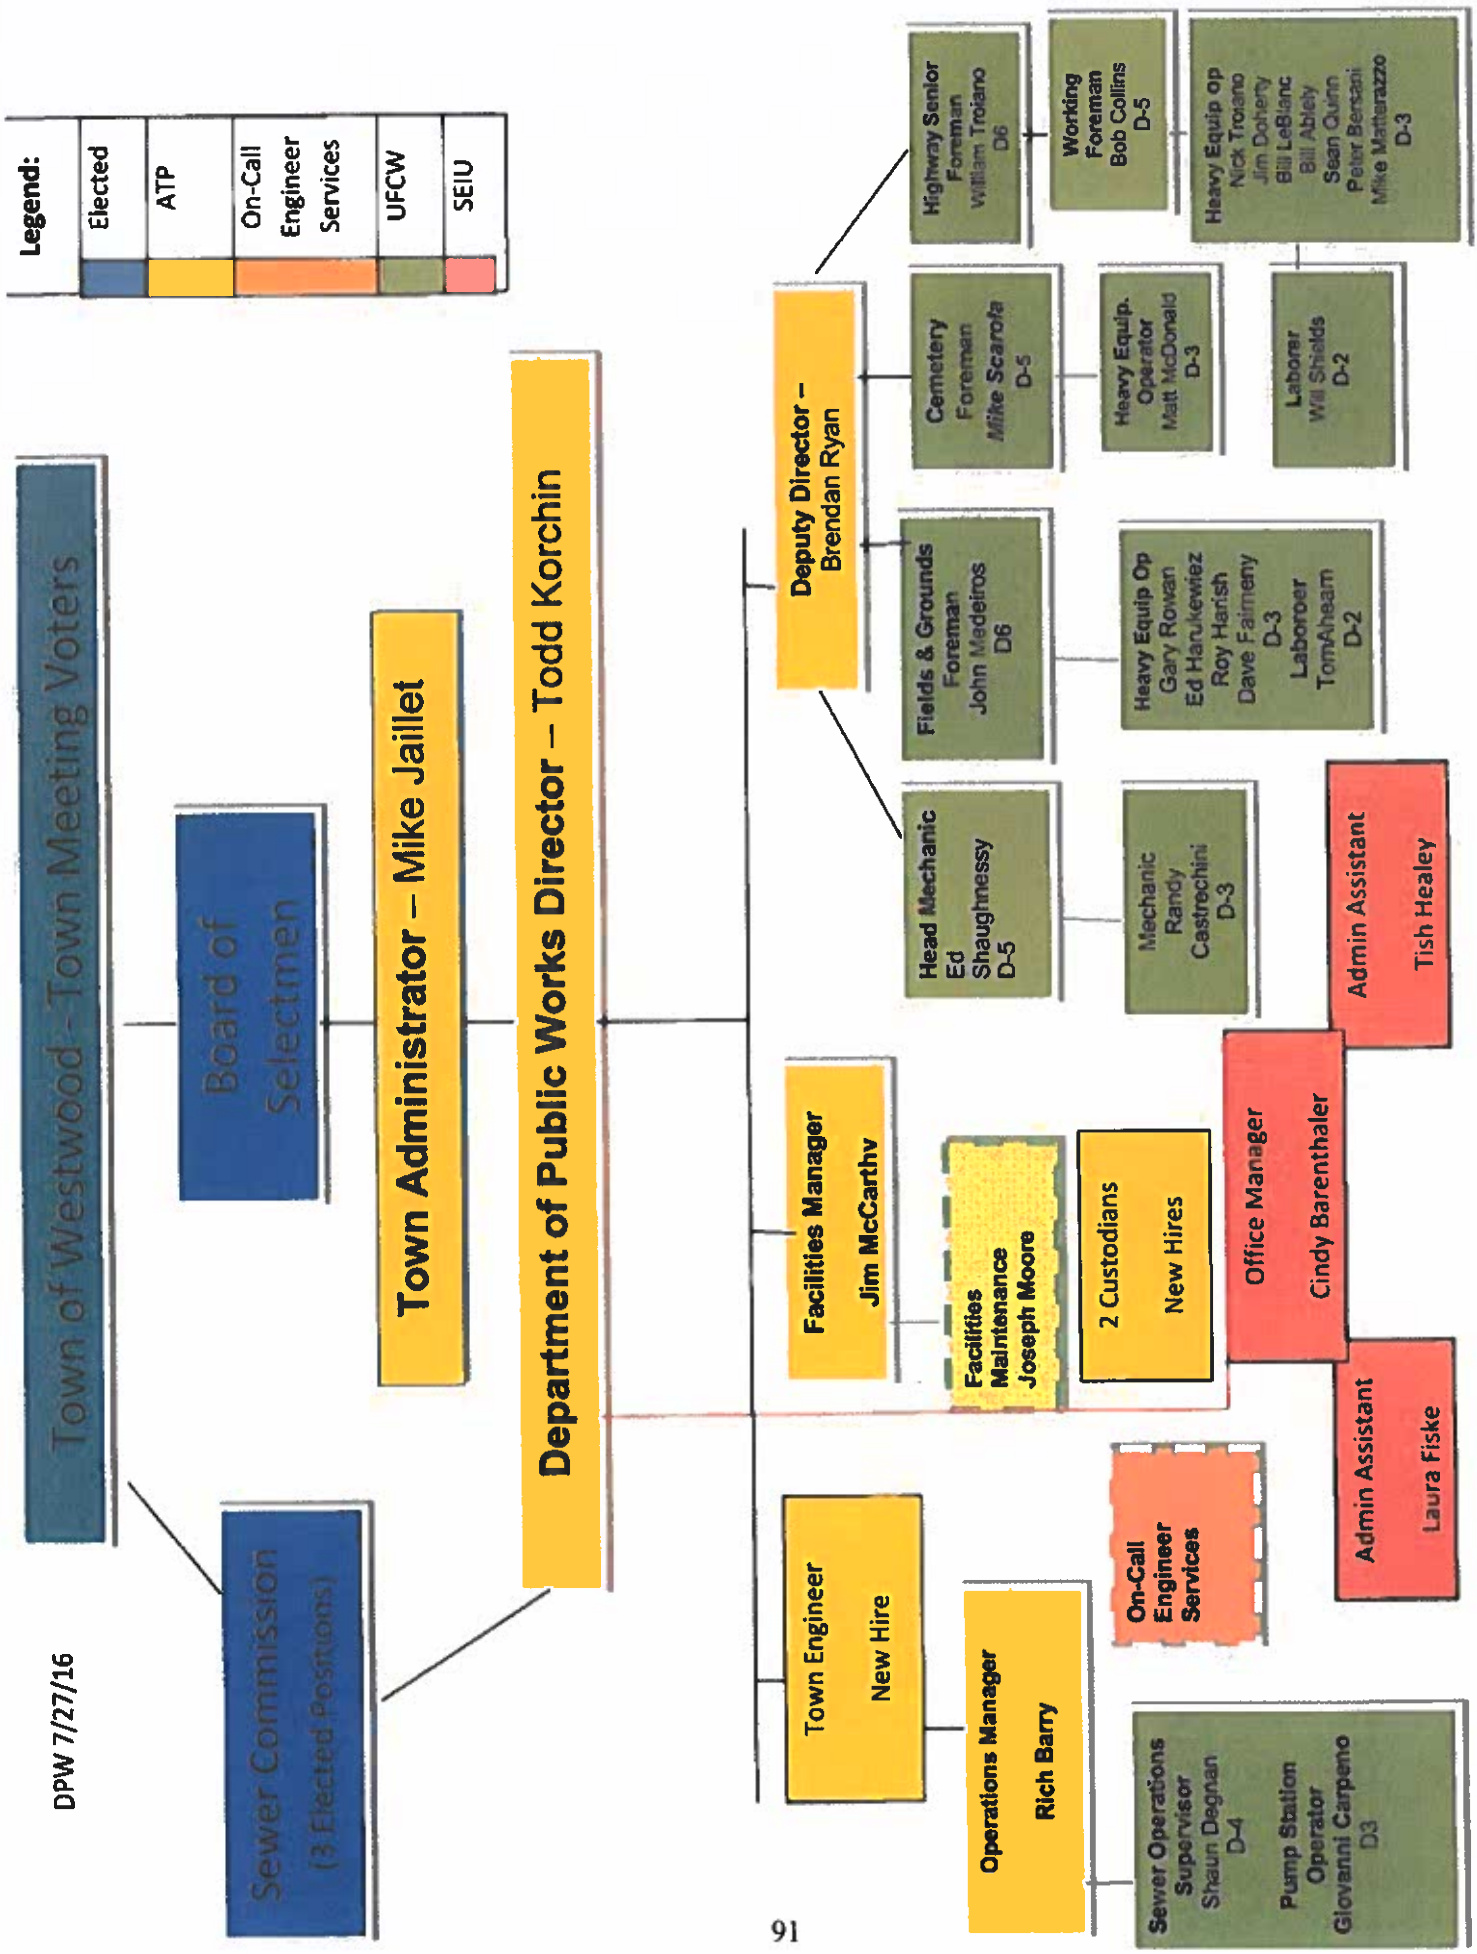 DPW 7/27/16
Town of Westwood - Town Meeting Voters
Legend:
Elected
ATP
On-Call
Engineer
Services
UFCW
SEIU
Sewer Commission
(3 Elected Positions)
Board of
Selectmen
Town Administrator – Mike Jaillet
Department of Public Works Director – Todd Korchin
Town Engineer
New Hire
Operations Manager
Rich Barry
Sewer Operations
Supervisor
Shaun Degnan
D-4
Pump Station
Operator
Giovanni Carpeno
D3
On-Call
Engineer
Services
Facilities Manager
Jim McCarthy
Facilities
Maintenance
Joseph Moore
2 Custodians
New Hires
Office Manager
Cindy Barenthaler
Admin Assistant
Laura Fiske
Admin Assistant
Tish Healey
Deputy Director –
Brendan Ryan
Head Mechanic
Ed
Shaughnessy
D-5
Mechanic
Randy
Castrechini
D-3
Fields & Grounds
Foreman
John Medeiros
D6
Heavy Equip Op
Gary Rowan
Ed Harukewiez
Roy Harish
Dave Fairneny
D-3
Laboroer
TomAhearn
D-2
Cemetery
Foreman
Mike Scarofa
D-5
Heavy Equip.
Operator
Matt McDonald
D-3
Laborer
Will Shields
D-2
Highway Senior
Foreman
William Troiano
D6
Working
Foreman
Bob Collins
D-5
Heavy Equip Op
Nick Troiano
Jim Doherty
Bill LeBlanc
Bill Ablely
Sean Quinn
Peter Bersani
Mike Matterazzo
D-3
91